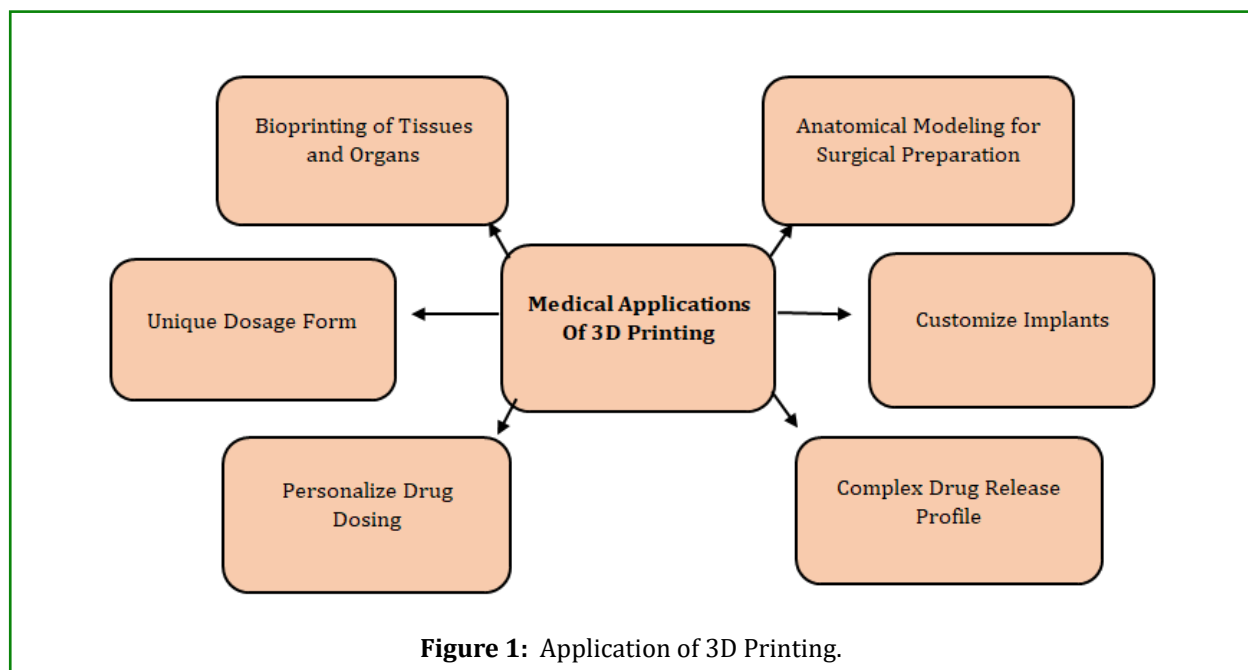 Bioprinting of Tissues
and Organs
Anatomical Modeling for
Surgical Preparation
Medical Applications
Of 3D Printing
Unique Dosage Form
Customize Implants
Personalize Drug
Dosing
Complex Drug Release
Profile
Figure 1: Application of 3D Printing.